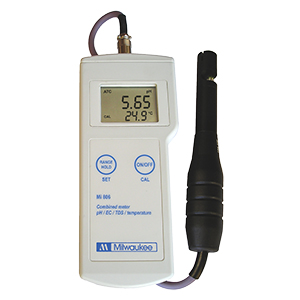 ATC pH
5.65
CAL 24.9°C
RANGE
HOLD
ON/OFF
SET CAL
MI 806
Combined meter
pH / EC / TDS / temperature
Milwaukee